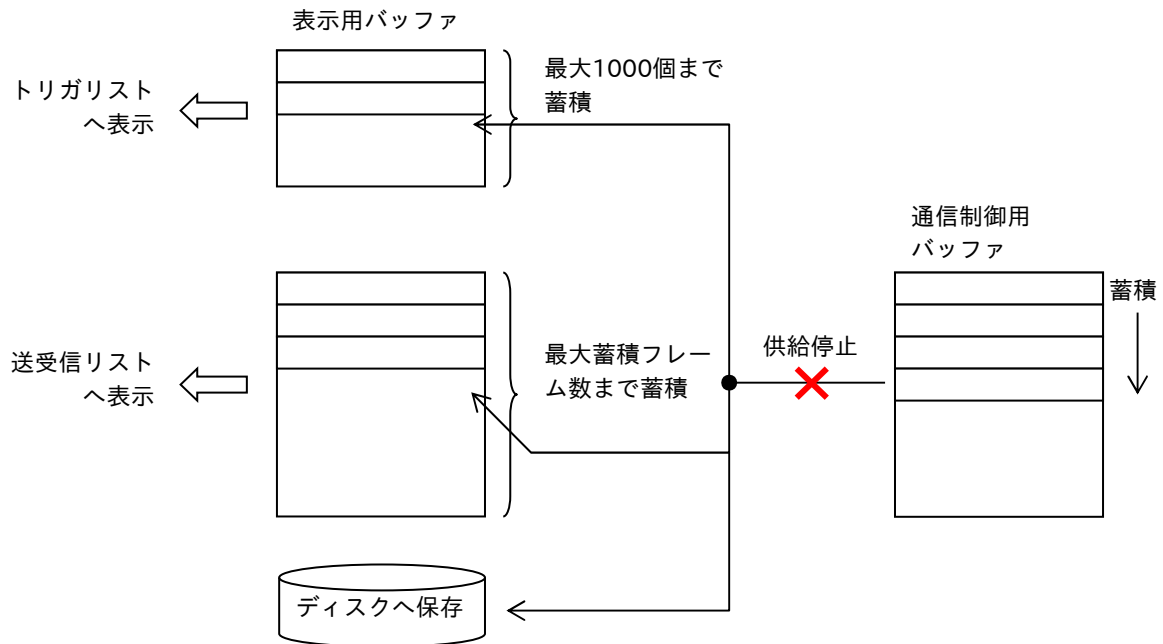 表示用バッファ
トリガリスト
へ表示
最大1000個まで
蓄積
通信制御用
バッファ
蓄積
送受信リスト
へ表示
最大蓄積フレー
ム数まで蓄積
供給停止
ディスクへ保存